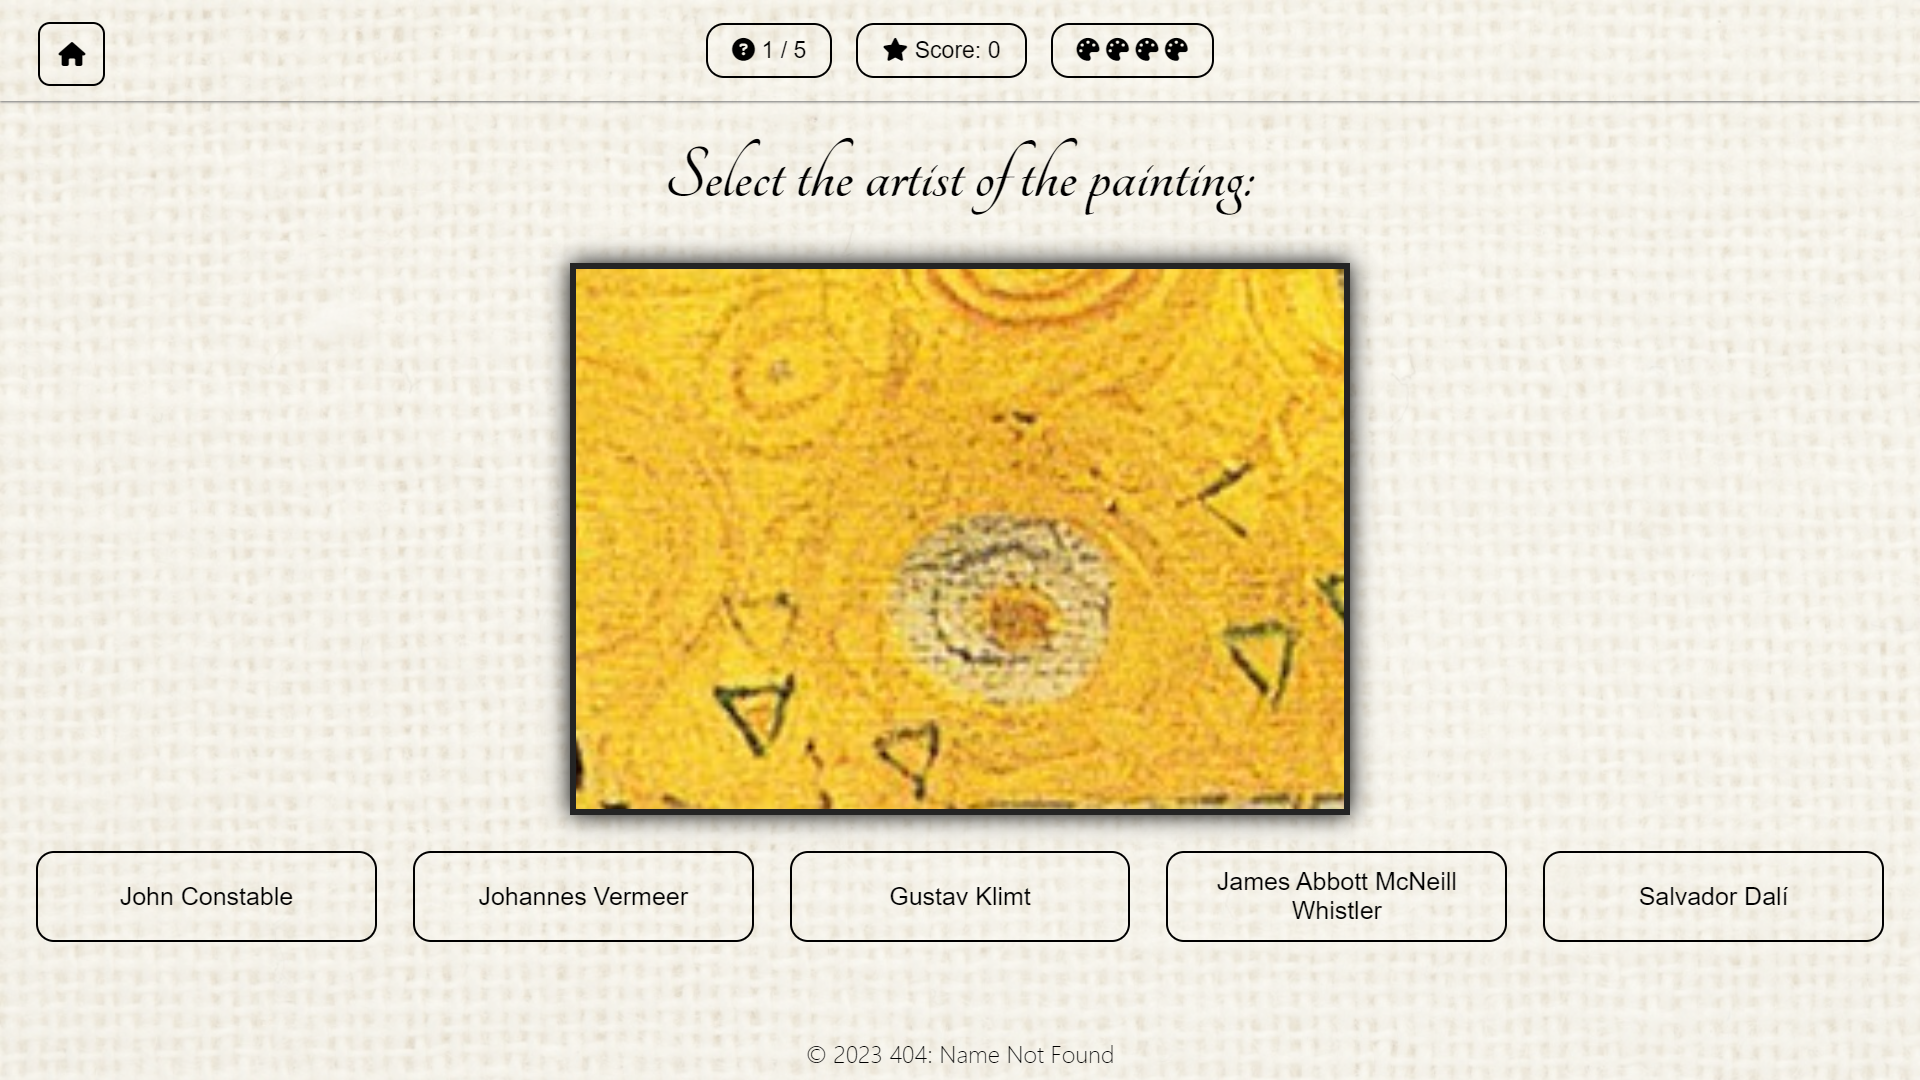 1 / 5
Score: 0
Select the artist of the painting:
John Constable
Johannes Vermeer
Gustav Klimt
James Abbott McNeill
Whistler
Salvador Dalí
© 2023 404: Name Not Found